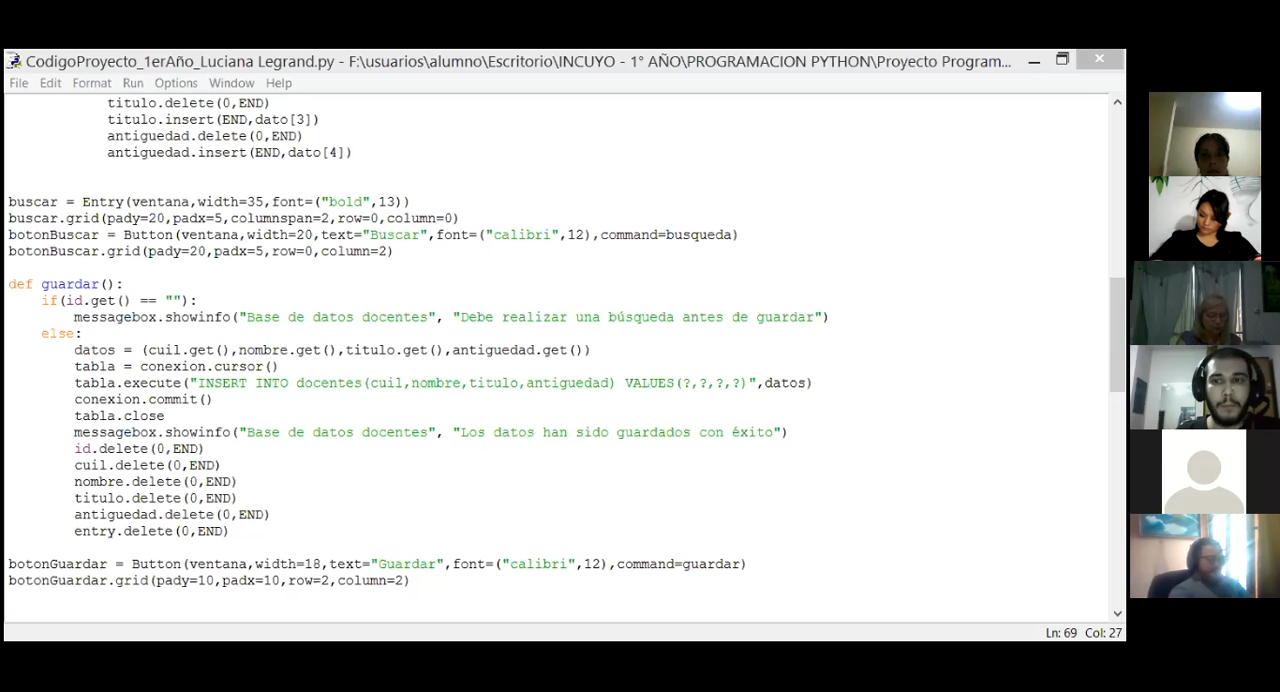 CodigoProyecto_1erAño_Luciana Legrand.py - F:\usuarios\alumno\Escritorio\INCUYO - 1° AÑO\PROGRAMACION PYTHON\Proyecto Program...
File Edit Format Run Options Window Help
titulo.delete(0,END)
titulo.insert(END,dato[3])
antiguedad.delete(0,END)
antiguedad.insert(END,dato[4])
buscar = Entry(ventana,width=35,font=("bold",13))
buscar.grid(pady=20,padx=5,columnspan=2,row=0,column=0)
botonBuscar = Button(ventana,width=20,text="Buscar",font=("calibri",12),command=busqueda)
botonBuscar.grid(pady=20,padx=5,row=0,column=2)
def guardar():
if(id.get() == ""):
messagebox.showinfo("Base de datos docentes", "Debe realizar una búsqueda antes de guardar")
else:
datos = (cuil.get(),nombre.get(),titulo.get(),antiguedad.get())
tabla = conexion.cursor()
tabla.execute("INSERT INTO docentes(cuil,nombre,titulo,antiguedad) VALUES(?,?,?,?)",datos)
conexion.commit()
tabla.close
messagebox.showinfo("Base de datos docentes", "Los datos han sido guardados con éxito")
id.delete(0,END)
cuil.delete(0,END)
nombre.delete(0,END)
titulo.delete(0,END)
antiguedad.delete(0,END)
entry.delete(0,END)
botonGuardar = Button(ventana,width=18,text="Guardar",font=("calibri",12),command=guardar)
botonGuardar.grid(pady=10,padx=10,row=2,column=2)
Ln: 69 Col: 27